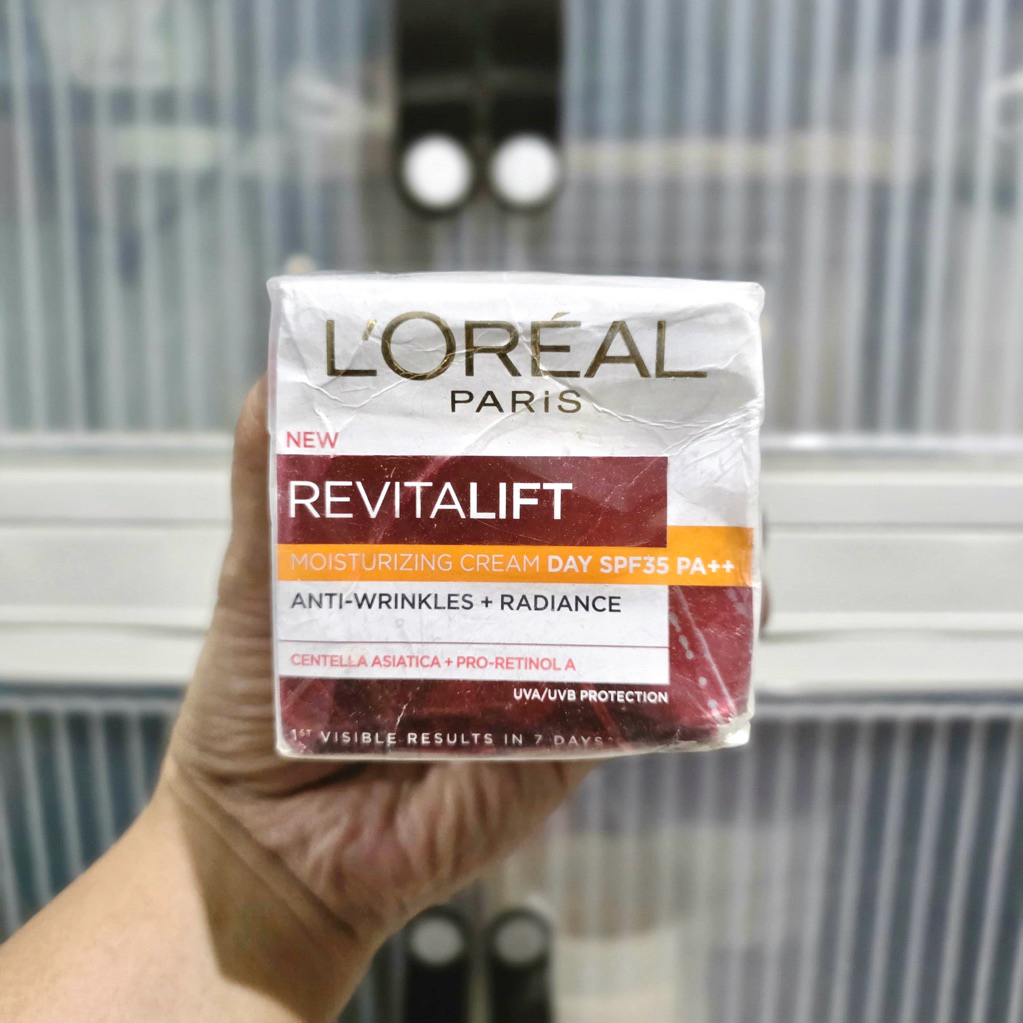 L'ORÉAL
PARiS
NEW
REVITALIFT
MOISTURIZING CREAM DAY SPF35 PA++
ANTI-WRINKLES + RADIANCE
CENTELLA ASIATICA + PRO-RETINOL A
UVA/UVB PROTECTION
1ST VISIBLE RESULTS IN 7 DAYS*